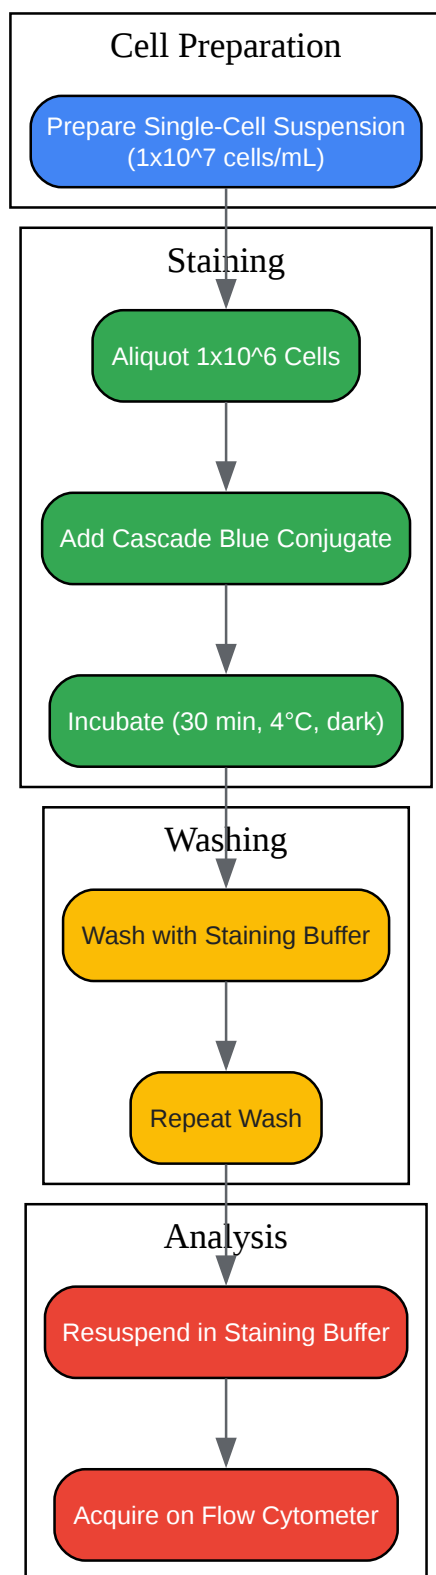 Cell Preparation
Prepare Single-Cell Suspension
(1x10^7 cells/mL)
Staining
Aliquot 1x10^6 Cells
Add Cascade Blue Conjugate
Incubate (30 min, 4°C, dark)
Washing
Wash with Staining Buffer
Repeat Wash
Analysis
Resuspend in Staining Buffer
Acquire on Flow Cytometer